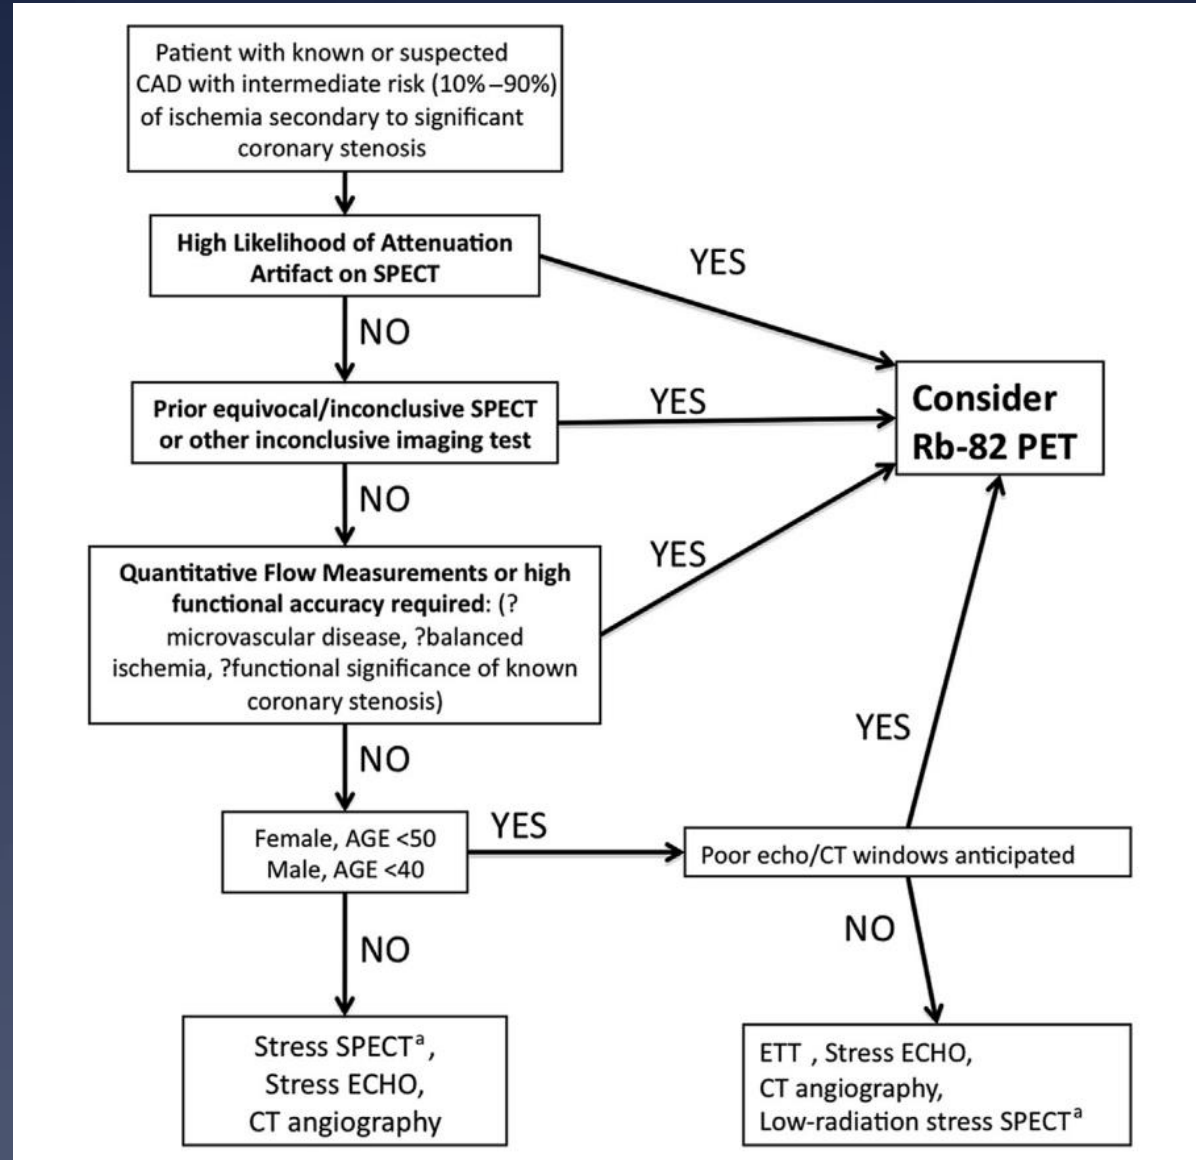 Patient with known or suspected
CAD with intermediate risk (10%–90%)
of ischemia secondary to significant
coronary stenosis
High Likelihood of Attenuation
Artifact on SPECT
YES
NO
Prior equivocal/inconclusive SPECT
or other inconclusive imaging test
YES
Consider
Rb-82 PET
NO
Quantitative Flow Measurements or high
functional accuracy required: (?
microvascular disease, ?balanced
ischemia, ?functional significance of known
coronary stenosis)
YES
NO
Female, AGE <50
Male, AGE <40
YES
Poor echo/CT windows anticipated
YES
NO
NO
Stress SPECTᵃ,
Stress ECHO,
CT angiography
ETT , Stress ECHO,
CT angiography,
Low-radiation stress SPECTᵃ